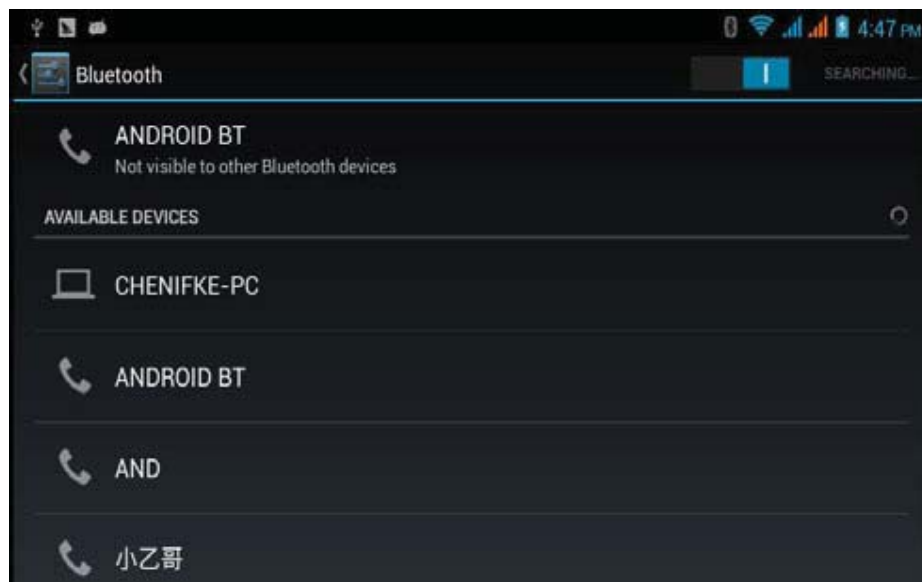 4:47 PM
Bluetooth
SEARCHING...
ANDROID BT
Not visible to other Bluetooth devices
AVAILABLE DEVICES
CHENIFKE-PC
ANDROID BT
AND
小乙哥